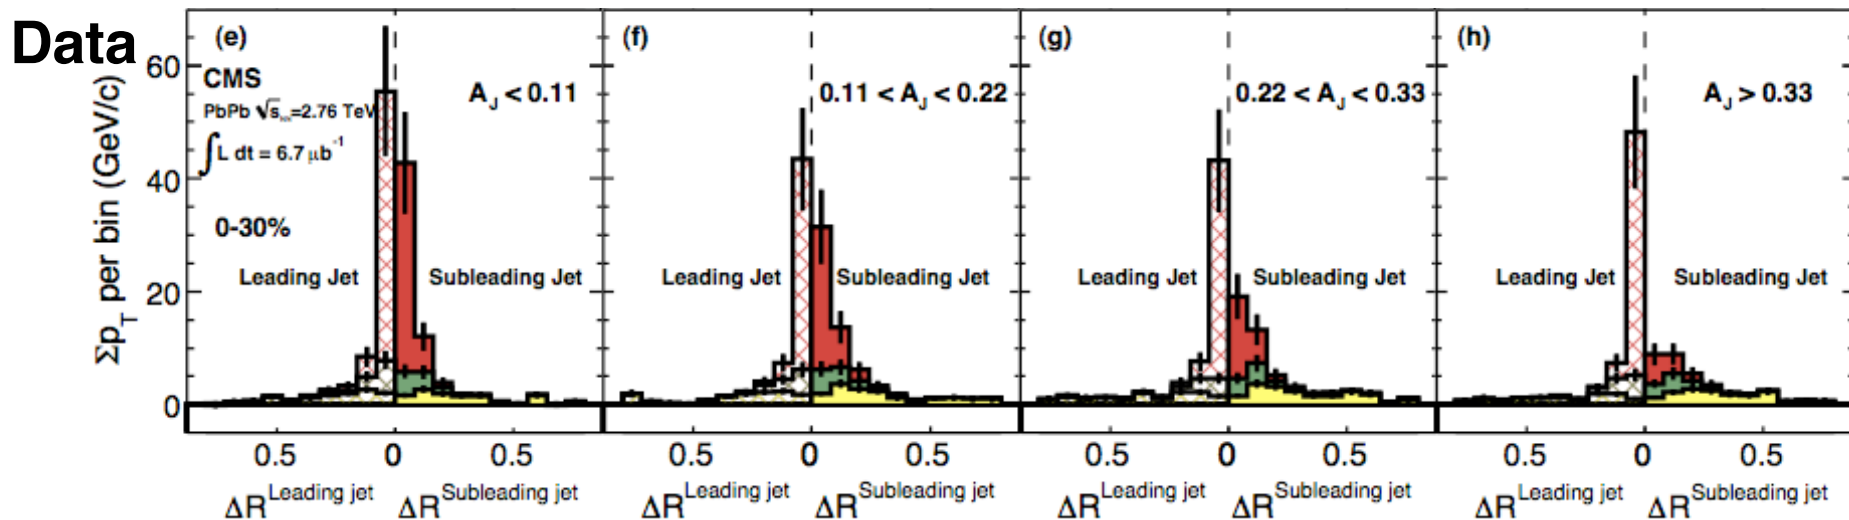 Data
Σp_T per bin (GeV/c)
60
40
20
0
(e)
CMS
PbPb √s_NN=2.76 TeV
∫L dt = 6.7 μb⁻¹
0-30%
A_J < 0.11
Leading Jet
Subleading Jet
0.5 0 0.5
ΔR^Leading jet ΔR^Subleading jet
(f)
0.11 < A_J < 0.22
Leading Jet
Subleading Jet
0.5 0 0.5
ΔR^Leading jet ΔR^Subleading jet
(g)
0.22 < A_J < 0.33
Leading Jet
Subleading Jet
0.5 0 0.5
ΔR^Leading jet ΔR^Subleading jet
(h)
A_J > 0.33
Leading Jet
Subleading Jet
0.5 0 0.5
ΔR^Leading jet ΔR^Subleading jet